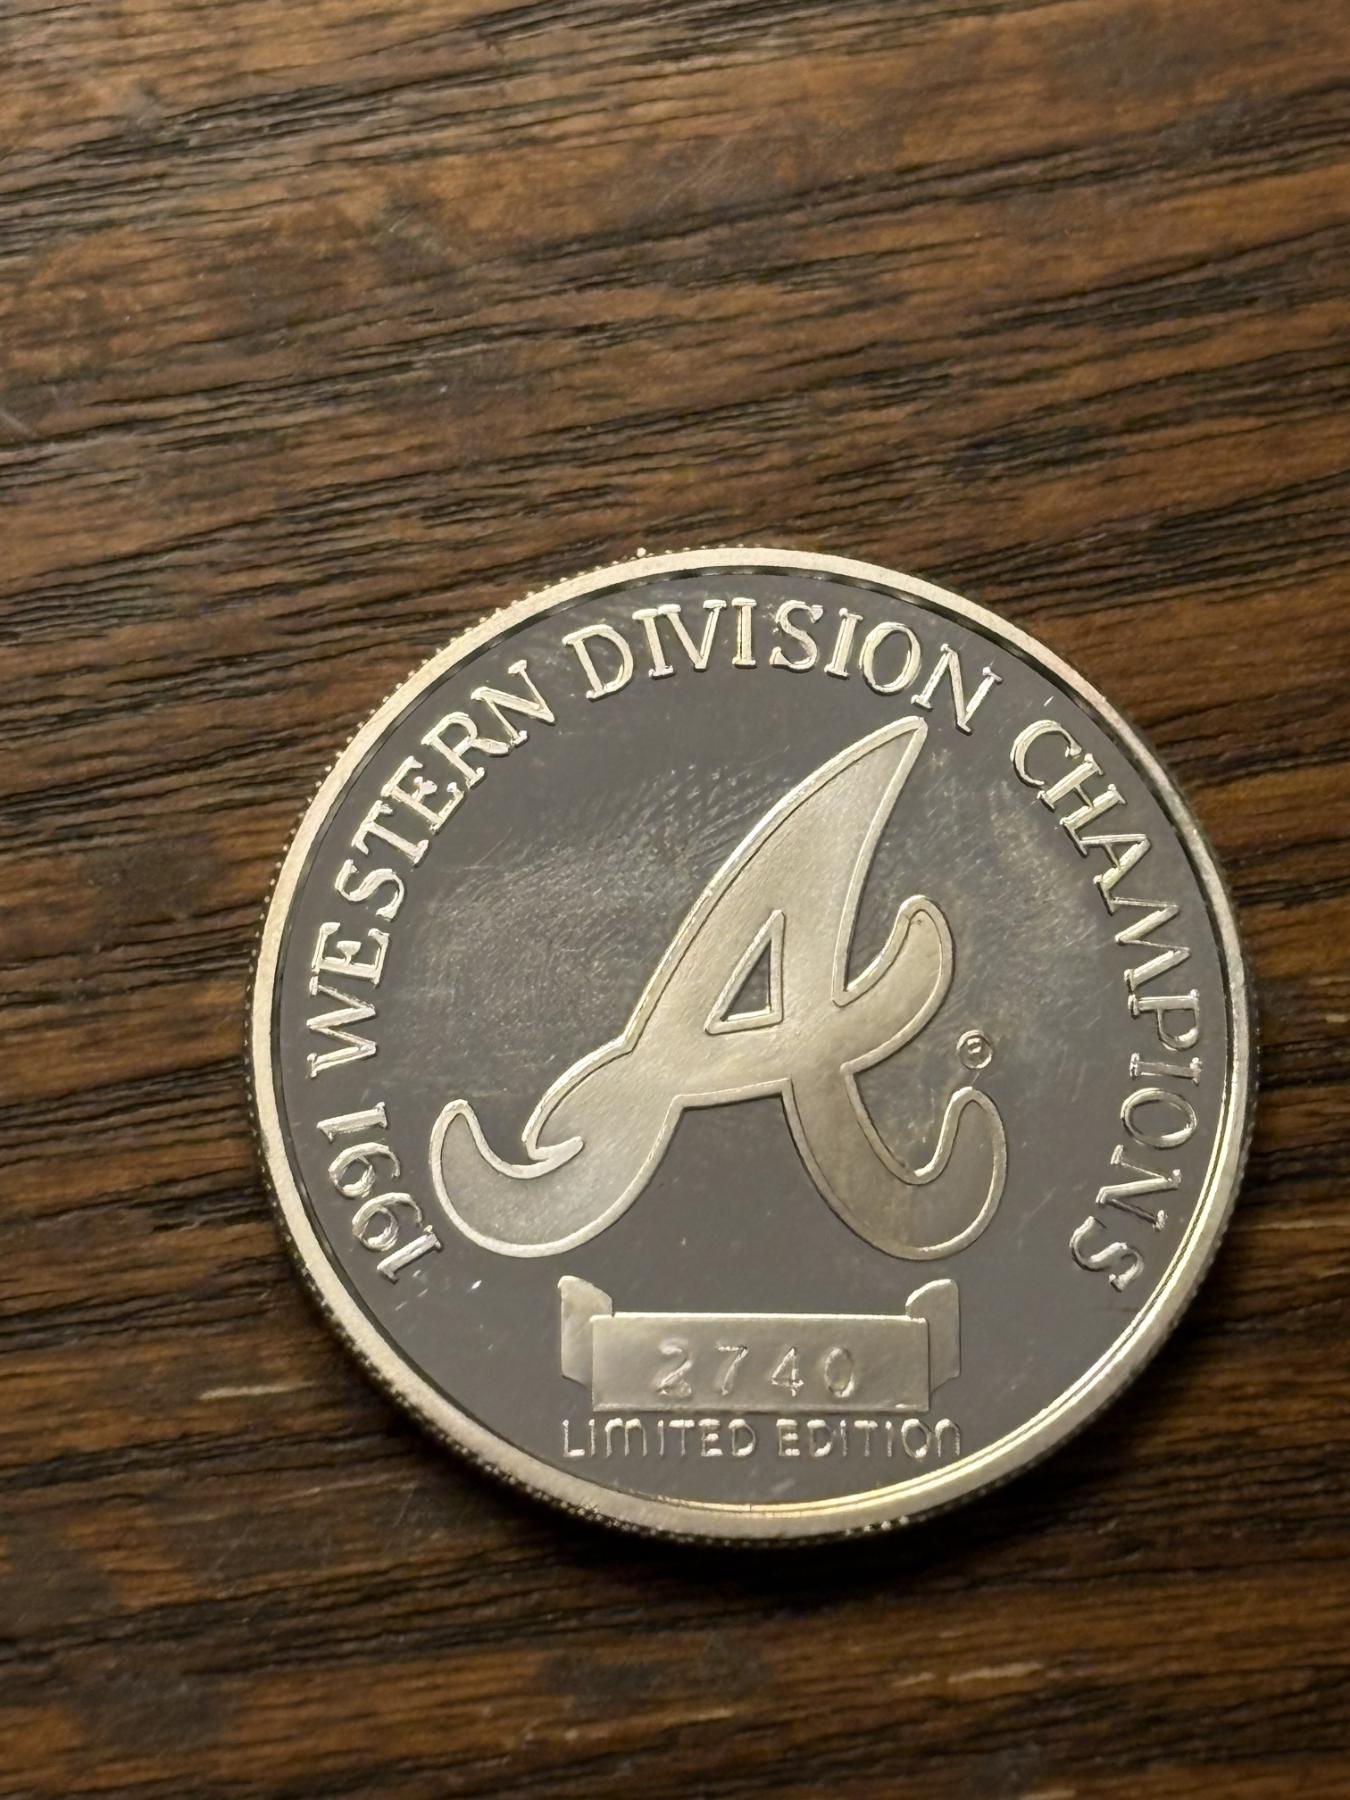 1991 WESTERN DIVISION CHAMPIONS
A
®
2740
LIMITED EDITION